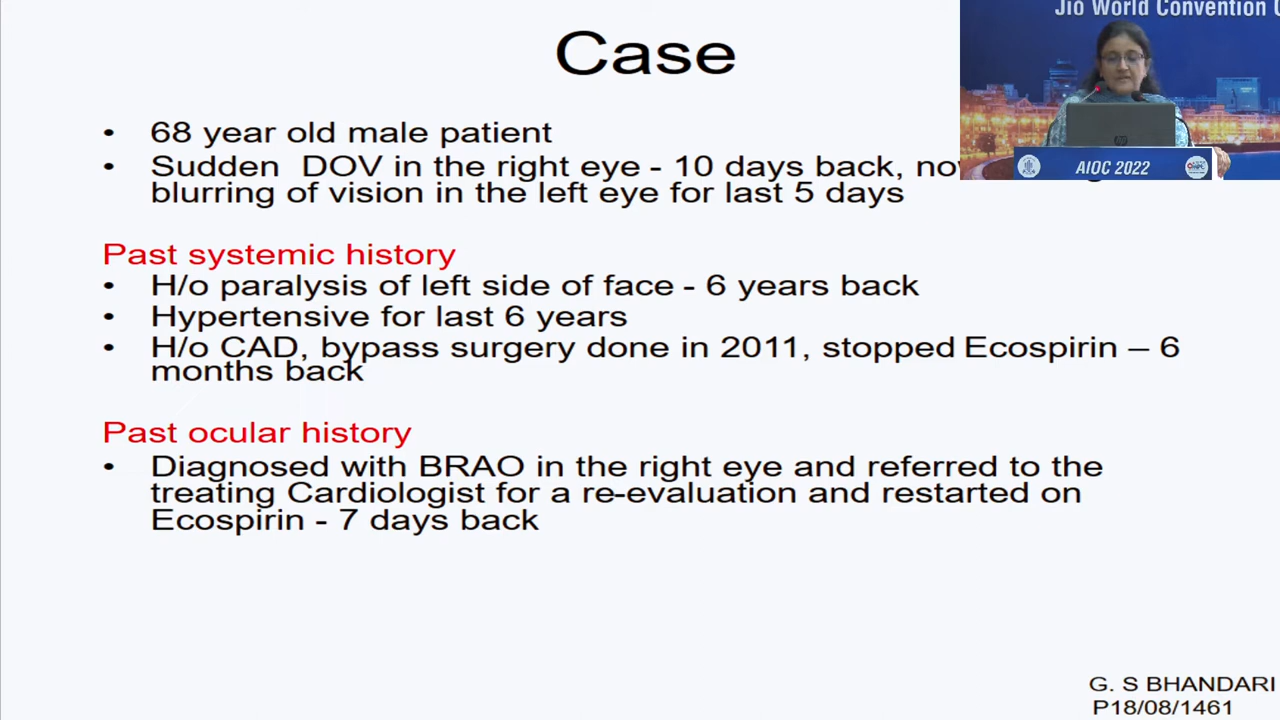 Jio World Convention
Case
• 68 year old male patient
• Sudden DOV in the right eye - 10 days back,
blurring of vision in the left eye for last 5 days
AIOC 2022
Past systemic history
• H/o paralysis of left side of face - 6 years back
• Hypertensive for last 6 years
• H/o CAD, bypass surgery done in 2011, stopped Ecospirin – 6
months back
Past ocular history
• Diagnosed with BRAO in the right eye and referred to the
treating Cardiologist for a re-evaluation and restarted on
Ecospirin - 7 days back
G. S BHANDARI
P18/08/1461